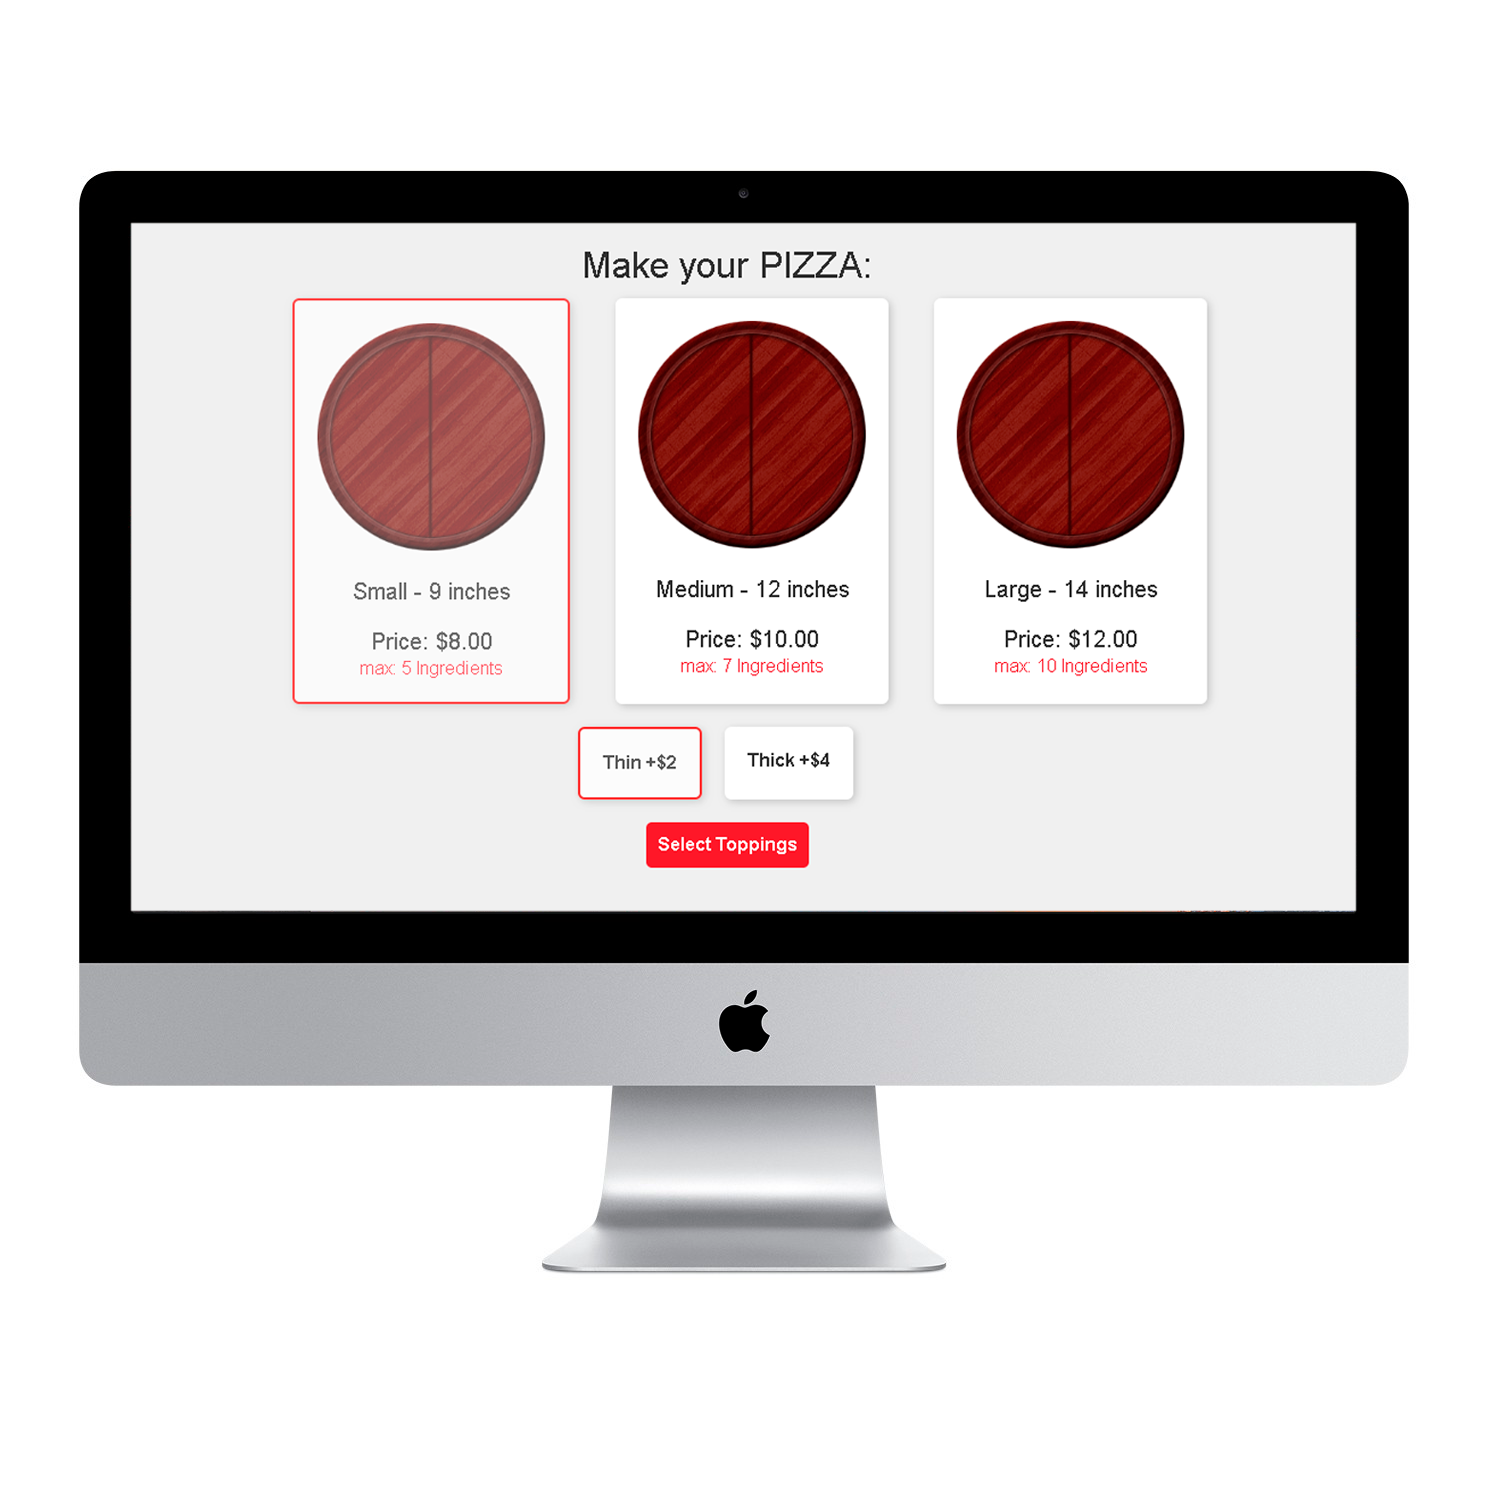 Make your PIZZA:
Small - 9 inches
Price: $8.00
max: 5 Ingredients
Medium - 12 inches
Price: $10.00
max: 7 Ingredients
Large - 14 inches
Price: $12.00
max: 10 Ingredients
Thin +$2
Thick +$4
Select Toppings